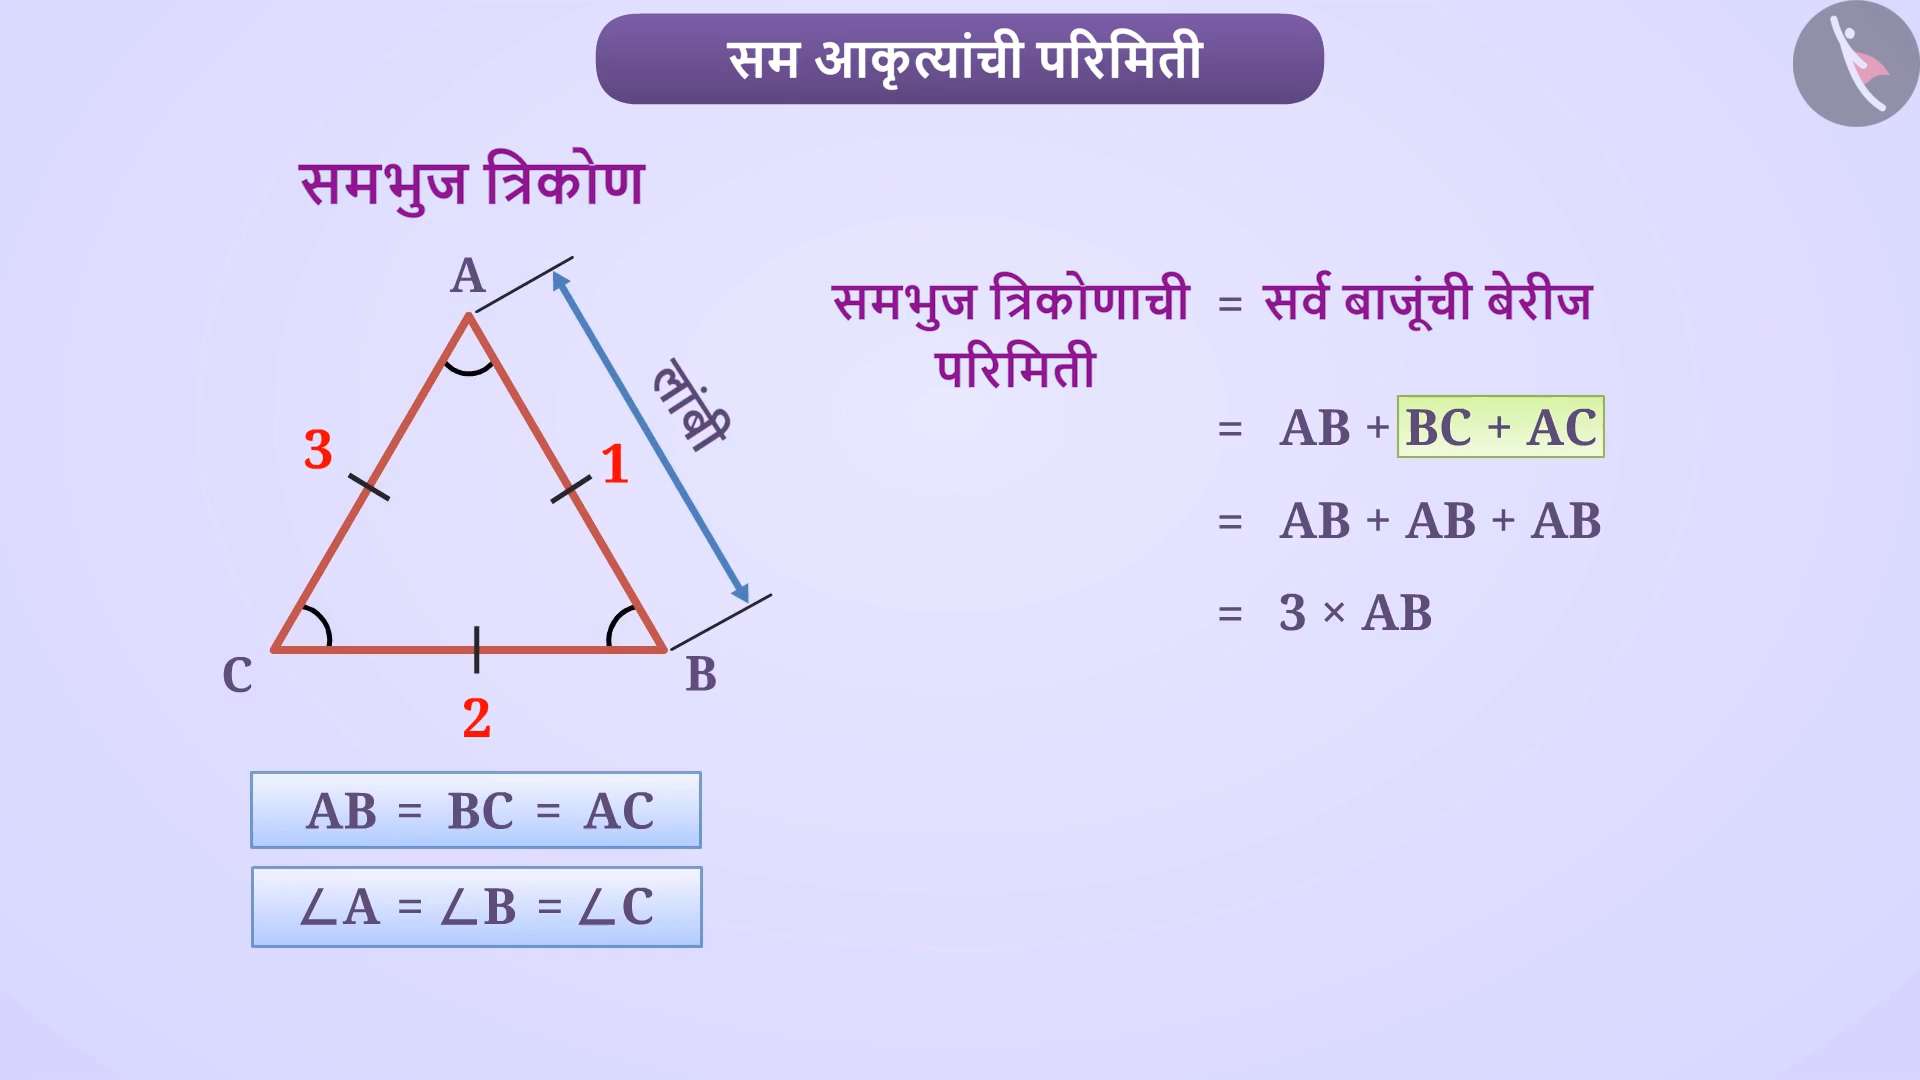 सम आकृत्यांची परिमिती
समभुज त्रिकोण
A
लांबी
3
1
C
B
2
AB = BC = AC
∠A = ∠B = ∠C
समभुज त्रिकोणाची = सर्व बाजूंची बेरीज
परिमिती
= AB + BC + AC
= AB + AB + AB
= 3 × AB